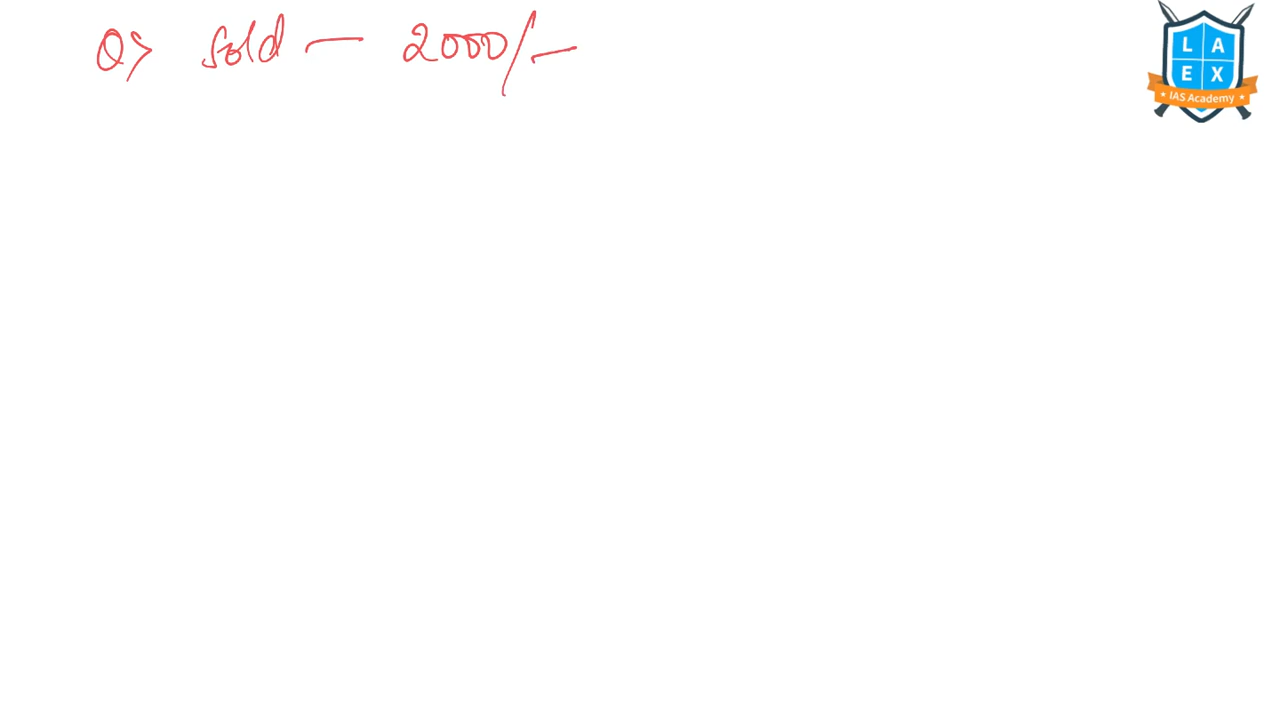 Q> Sold — 2000/-
L A
E X
IAS Academy